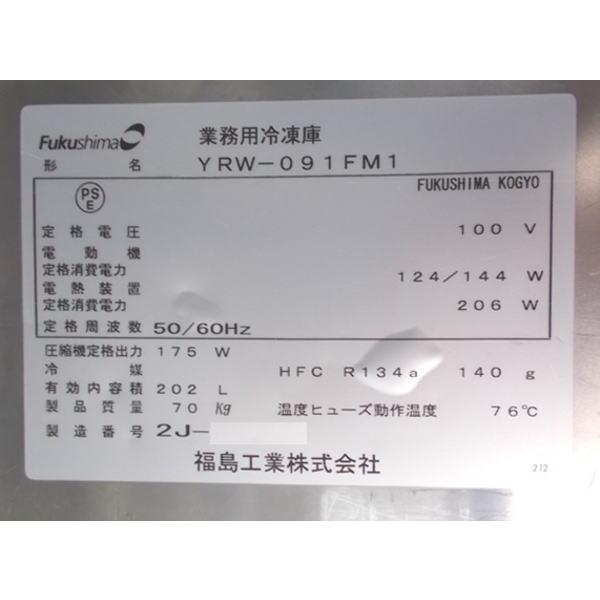 Fukushima 業務用冷凍庫
形 名 YRW-091FM1
PS E FUKUSHIMA KOGYO
定格電圧 100 V
電動機
定格消費電力 124/144 W
電熱装置
定格消費電力 206 W
定格周波数 50/60Hz
圧縮機定格出力 175 W
冷 媒 HFC R134a 140 g
有効内容積 202 L
製品質量 70 Kg 温度ヒューズ動作温度 76℃
製造番号 2J-
福島工業株式会社 272